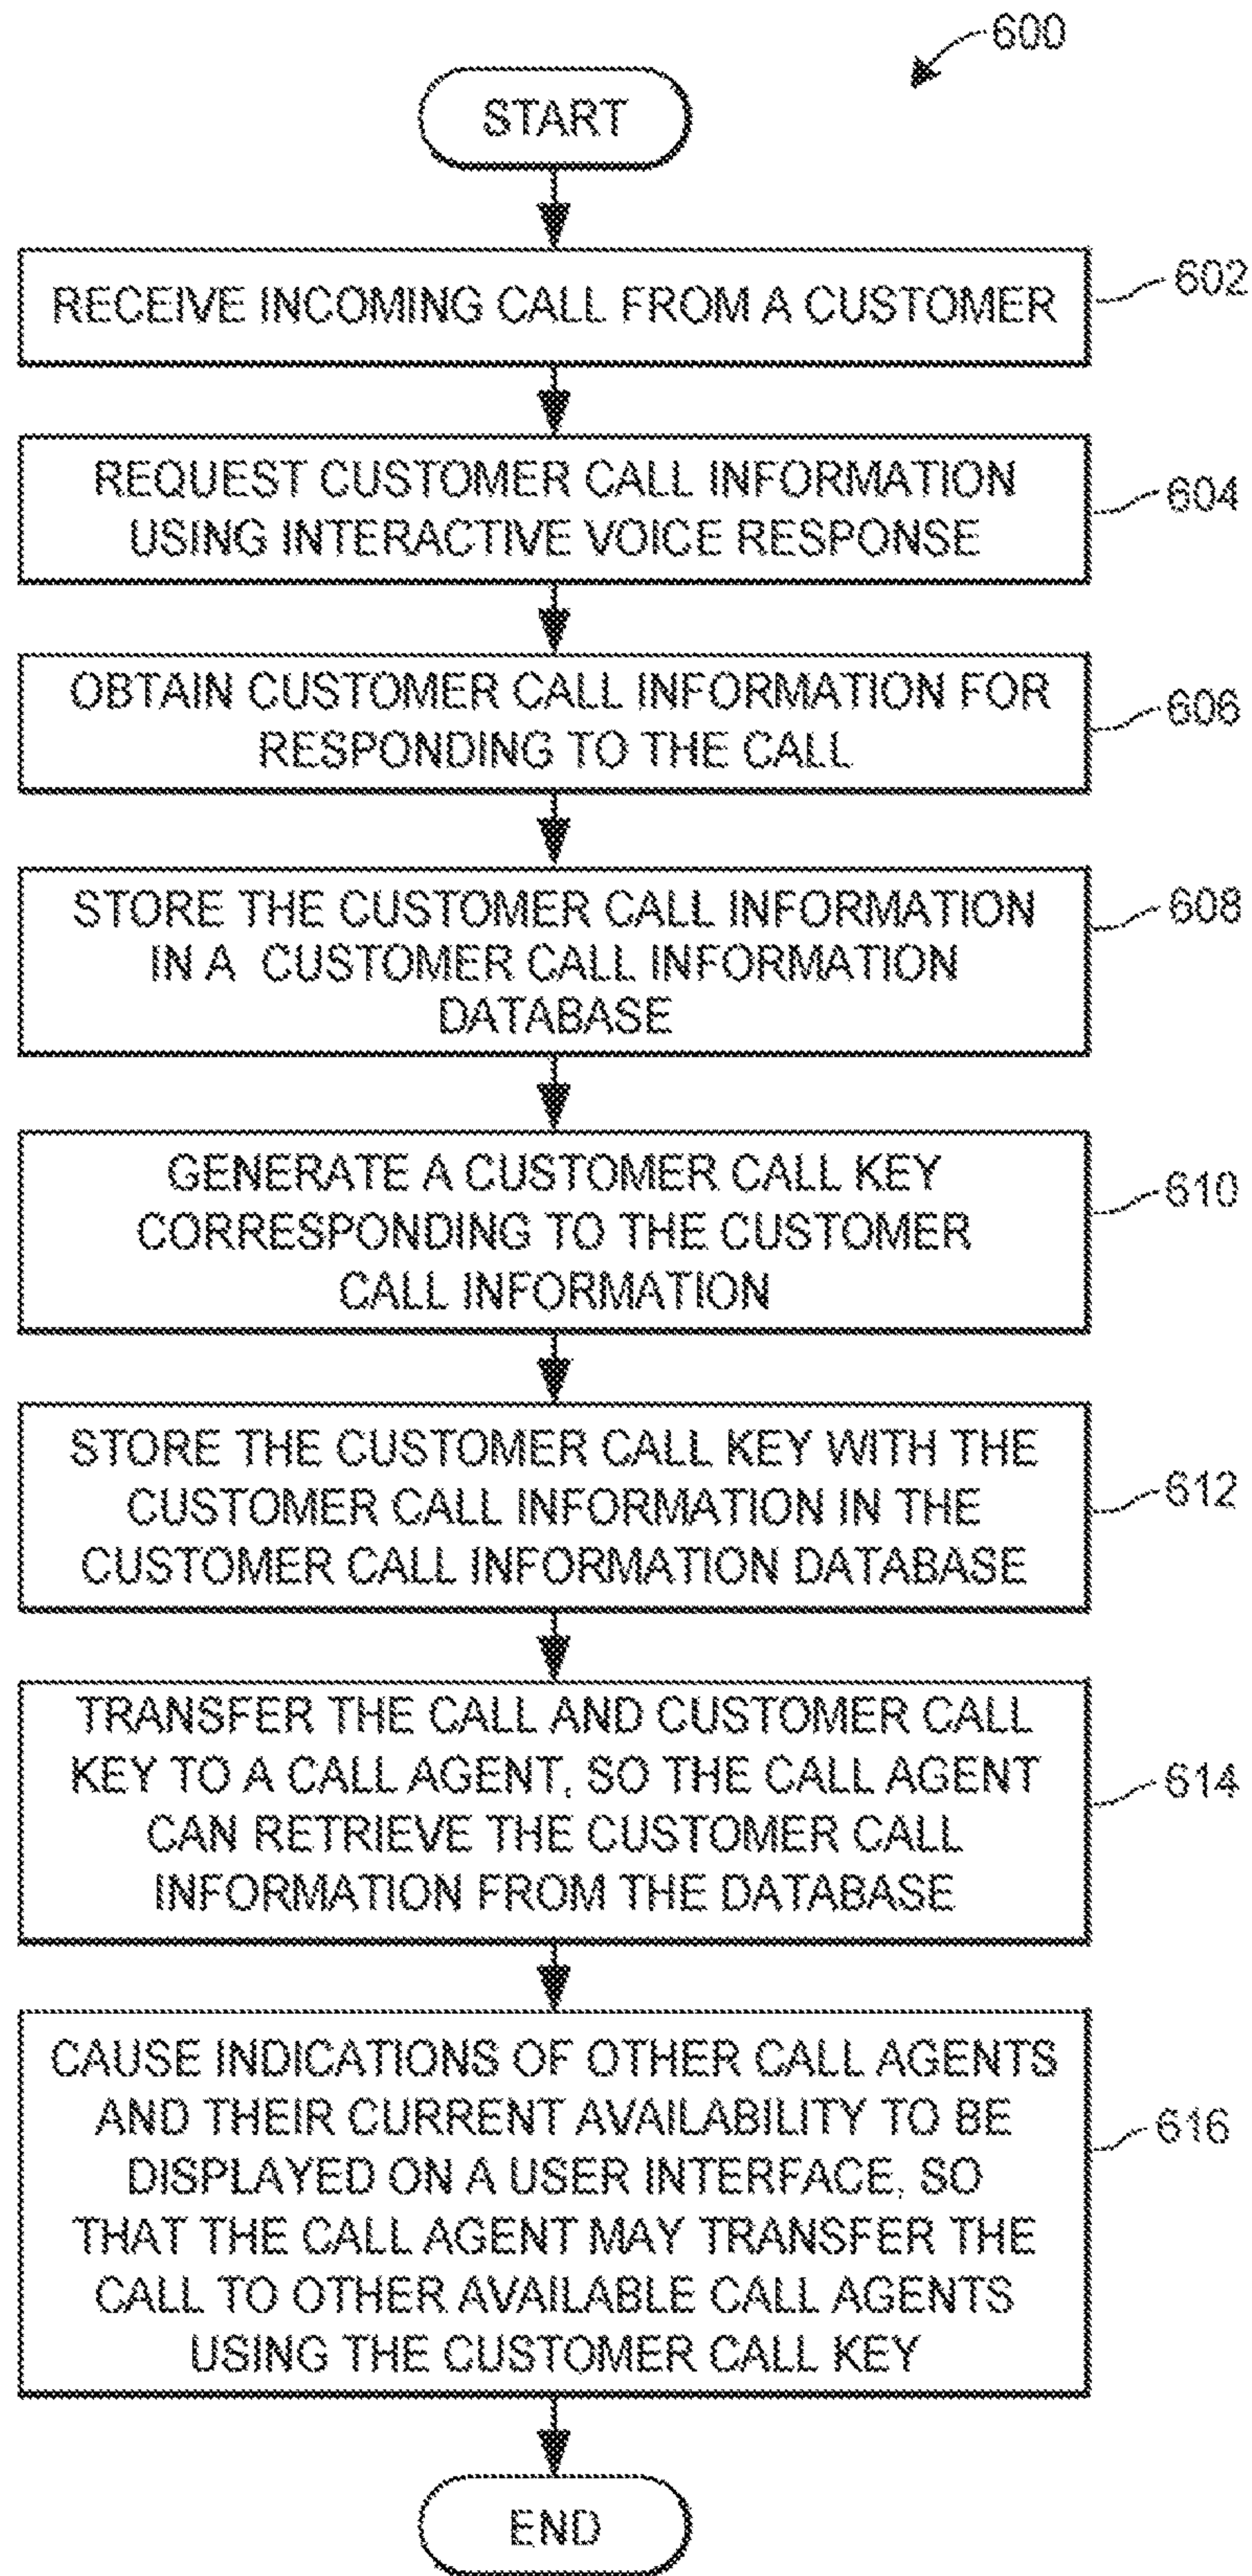 600
START
RECEIVE INCOMING CALL FROM A CUSTOMER
602
REQUEST CUSTOMER CALL INFORMATION
USING INTERACTIVE VOICE RESPONSE
604
OBTAIN CUSTOMER CALL INFORMATION FOR
RESPONDING TO THE CALL
606
STORE THE CUSTOMER CALL INFORMATION
IN A CUSTOMER CALL INFORMATION
DATABASE
608
GENERATE A CUSTOMER CALL KEY
CORRESPONDING TO THE CUSTOMER
CALL INFORMATION
610
STORE THE CUSTOMER CALL KEY WITH THE
CUSTOMER CALL INFORMATION IN THE
CUSTOMER CALL INFORMATION DATABASE
612
TRANSFER THE CALL AND CUSTOMER CALL
KEY TO A CALL AGENT, SO THE CALL AGENT
CAN RETRIEVE THE CUSTOMER CALL
INFORMATION FROM THE DATABASE
614
CAUSE INDICATIONS OF OTHER CALL AGENTS
AND THEIR CURRENT AVAILABILITY TO BE
DISPLAYED ON A USER INTERFACE, SO
THAT THE CALL AGENT MAY TRANSFER THE
CALL TO OTHER AVAILABLE CALL AGENTS
USING THE CUSTOMER CALL KEY
616
END